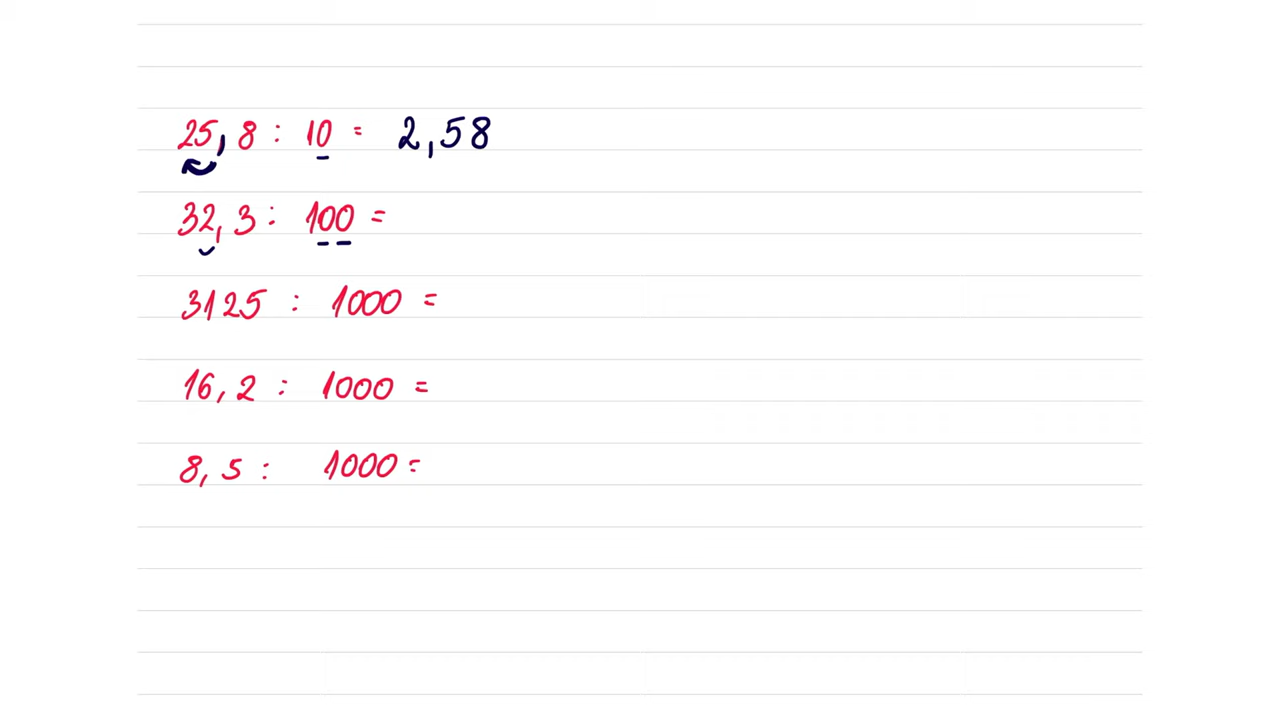 25,8 : 10 = 2,58
32,3 : 100 =
3125 : 1000 =
16,2 : 1000 =
8,5 : 1000 =